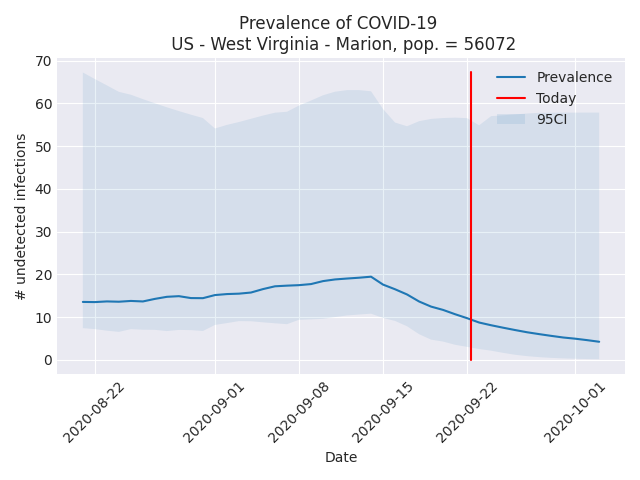 Prevalence of COVID-19
US - West Virginia - Marion, pop. = 56072
70
60
50
40
30
20
10
0
# undetected infections
Prevalence
Today
95CI
2020-08-22
2020-09-01
2020-09-08
2020-09-15
2020-09-22
2020-10-01
Date